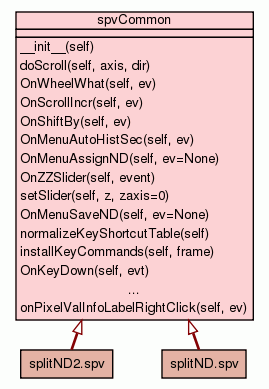 spvCommon
__init__(self)
doScroll(self, axis, dir)
OnWheelWhat(self, ev)
OnScrollIncr(self, ev)
OnShiftBy(self, ev)
OnMenuAutoHistSec(self, ev)
OnMenuAssignND(self, ev=None)
OnZZSlider(self, event)
setSlider(self, z, zaxis=0)
OnMenuSaveND(self, ev=None)
normalizeKeyShortcutTable(self)
installKeyCommands(self, frame)
OnKeyDown(self, evt)
...
onPixelValInfoLabelRightClick(self, ev)
splitND2.spv
splitND.spv